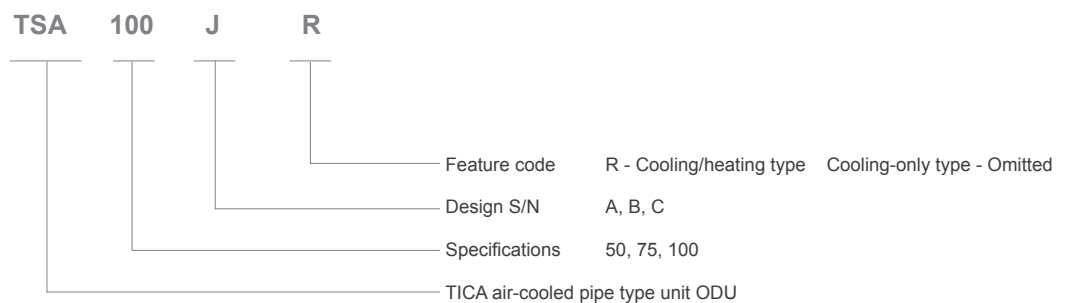 TSA 100 J R
Feature code R - Cooling/heating type Cooling-only type - Omitted
Design S/N A, B, C
Specifications 50, 75, 100
TICA air-cooled pipe type unit ODU